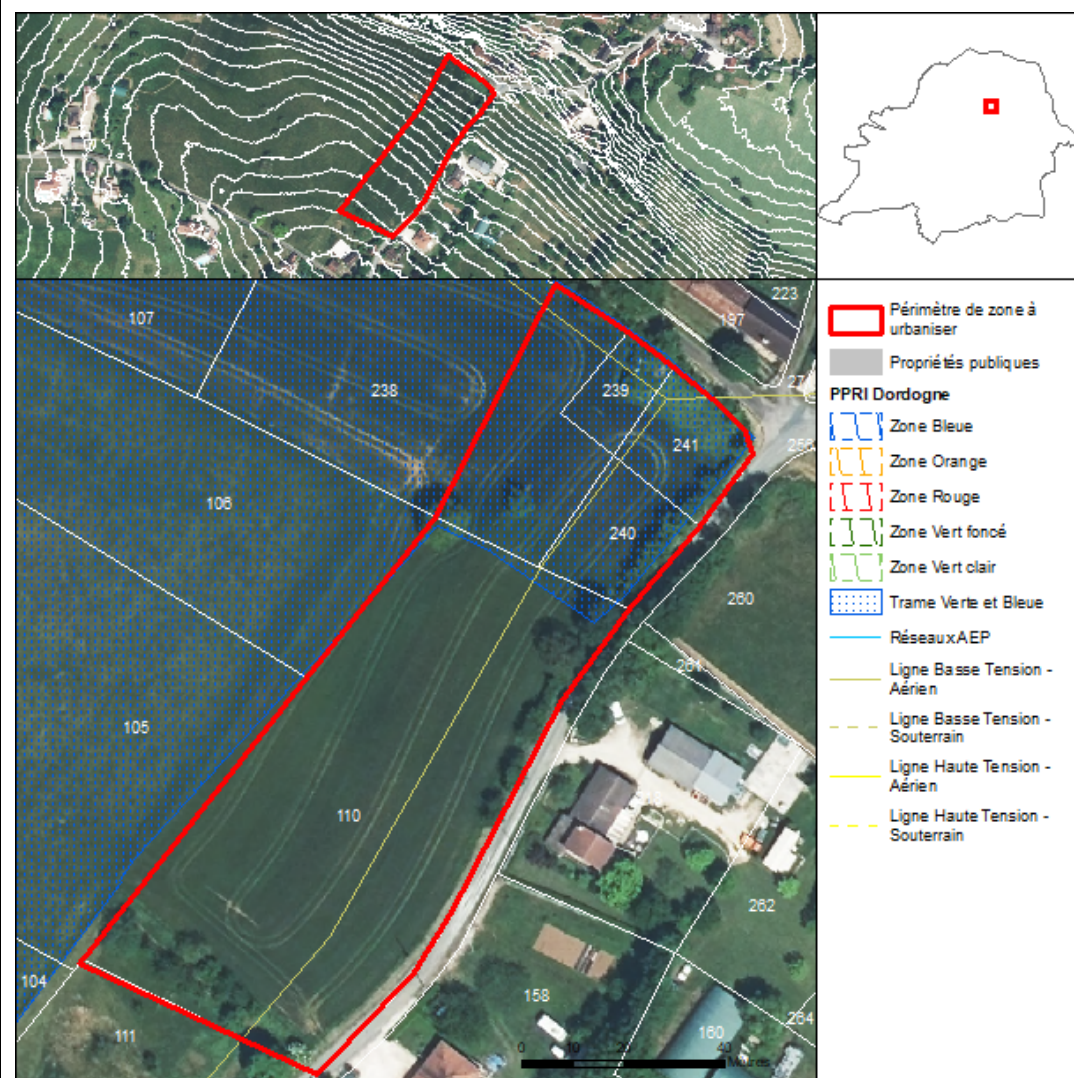 107
238
239
197
223
27
241
256
106
240
260
261
105
110
262
104
111
158
160
264
0
10
20
40
Mètres
Périmètre de zone à
urbaniser
Propriétés publiques
PPRI Dordogne
Zone Bleue
Zone Orange
Zone Rouge
Zone Vert foncé
Zone Vert clair
Trame Verte et Bleue
Réseaux AEP
Ligne Basse Tension -
Aérien
Ligne Basse Tension -
Souterrain
Ligne Haute Tension -
Aérien
Ligne Haute Tension -
Souterrain